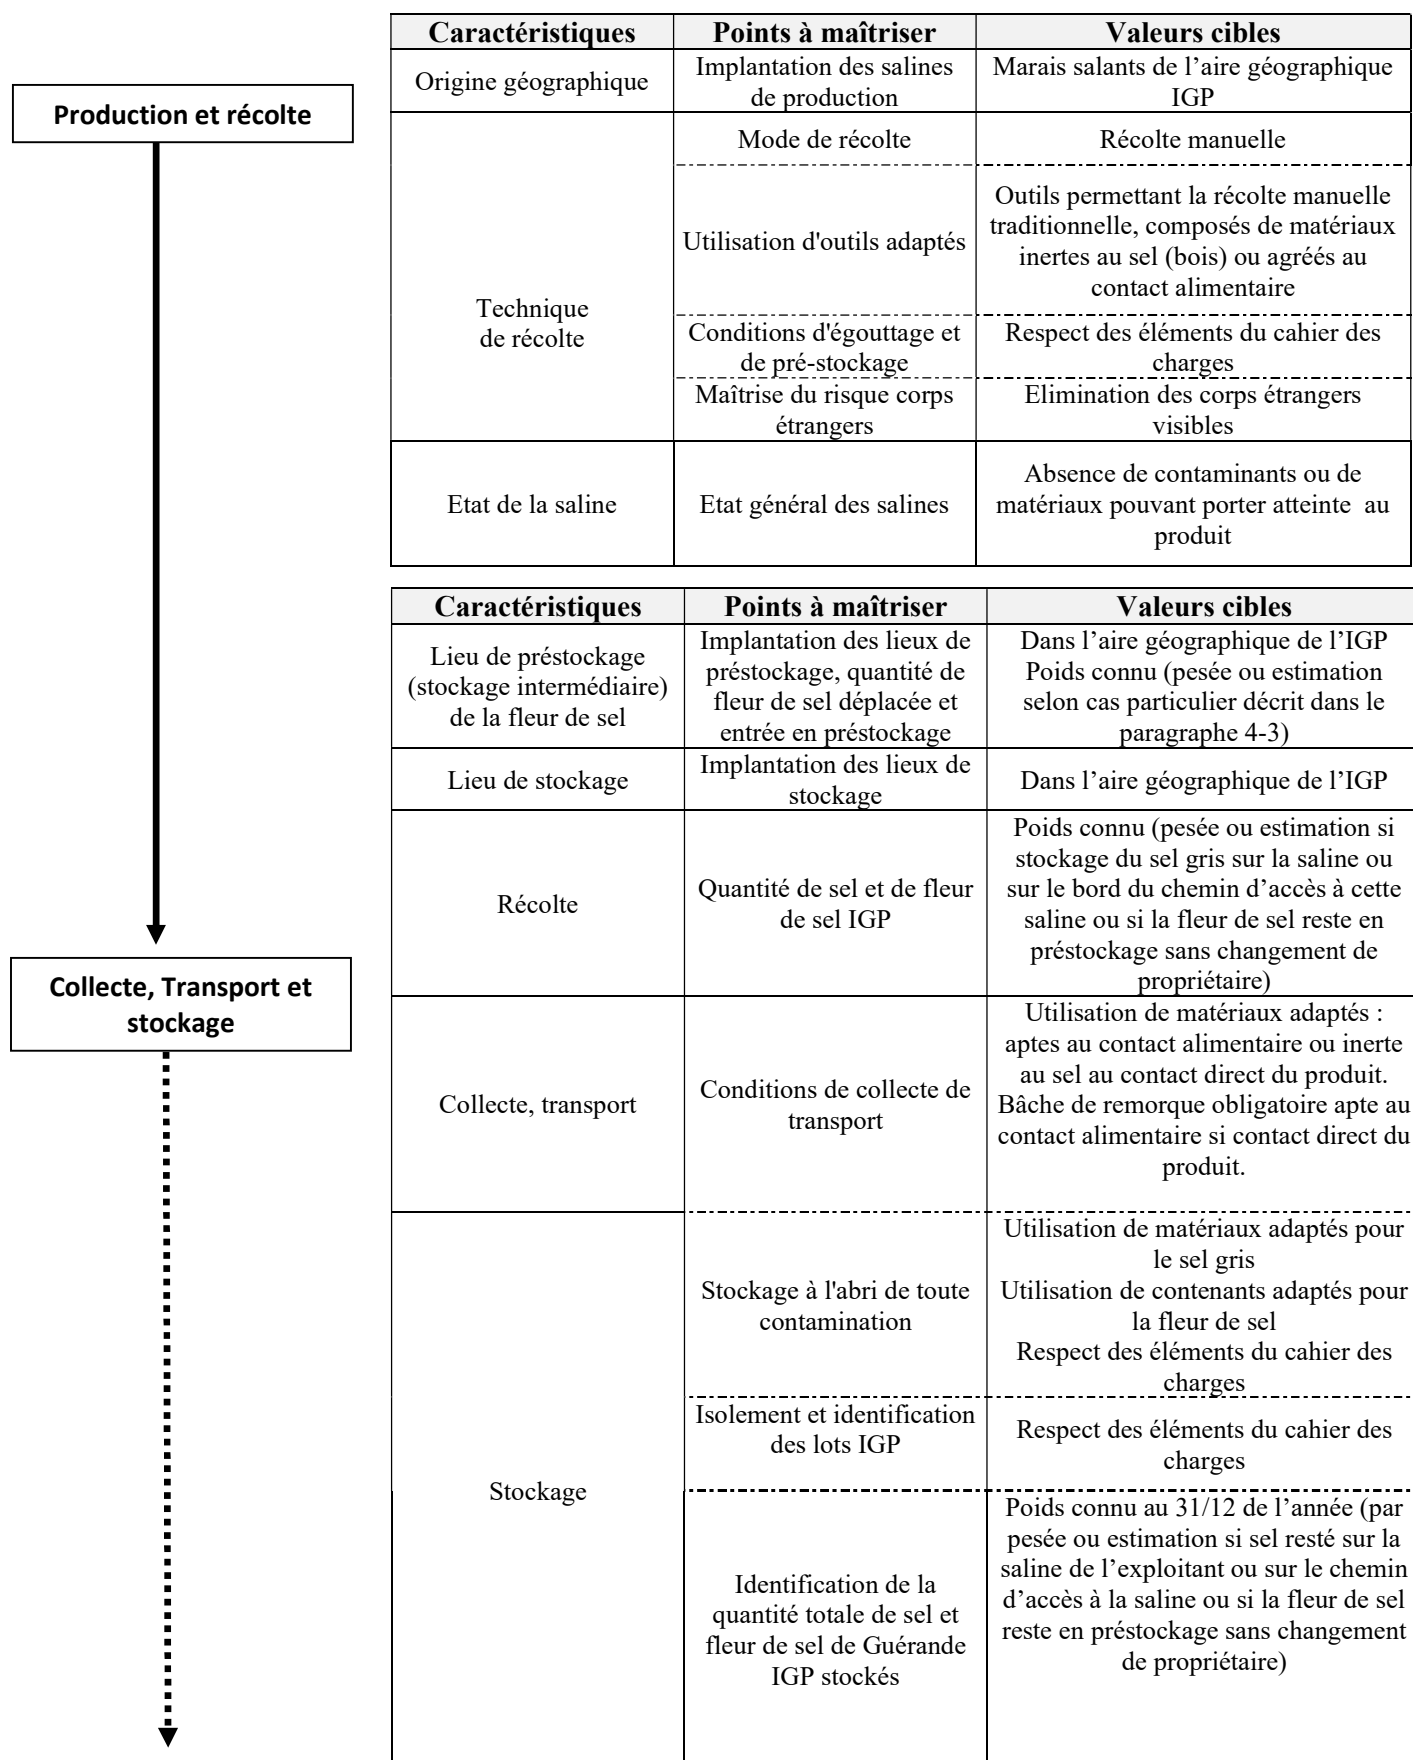 Production et récolte
Caractéristiques Points à maîtriser Valeurs cibles
Origine géographique
Implantation des salines
de production
Marais salants de l’aire géographique
IGP
Technique
de récolte
Mode de récolte
Récolte manuelle
Utilisation d'outils adaptés
Outils permettant la récolte manuelle
traditionnelle, composés de matériaux
inertes au sel (bois) ou agréés au
contact alimentaire
Conditions d'égouttage et
de pré-stockage
Respect des éléments du cahier des
charges
Maîtrise du risque corps
étrangers
Elimination des corps étrangers
visibles
Etat de la saline
Etat général des salines
Absence de contaminants ou de
matériaux pouvant porter atteinte au
produit
Collecte, Transport et
stockage
Caractéristiques Points à maîtriser Valeurs cibles
Lieu de préstockage
(stockage intermédiaire)
de la fleur de sel
Implantation des lieux de
préstockage, quantité de
fleur de sel déplacée et
entrée en préstockage
Dans l’aire géographique de l’IGP
Poids connu (pesée ou estimation
selon cas particulier décrit dans le
paragraphe 4-3)
Lieu de stockage
Implantation des lieux de
stockage
Dans l’aire géographique de l’IGP
Récolte
Quantité de sel et de fleur
de sel IGP
Poids connu (pesée ou estimation si
stockage du sel gris sur la saline ou
sur le bord du chemin d’accès à cette
saline ou si la fleur de sel reste en
préstockage sans changement de
propriétaire)
Collecte, transport
Conditions de collecte de
transport
Utilisation de matériaux adaptés :
aptes au contact alimentaire ou inerte
au sel au contact direct du produit.
Bâche de remorque obligatoire apte au
contact alimentaire si contact direct du
produit.
Stockage
Stockage à l'abri de toute
contamination
Utilisation de matériaux adaptés pour
le sel gris
Utilisation de contenants adaptés pour
la fleur de sel
Respect des éléments du cahier des
charges
Isolement et identification
des lots IGP
Respect des éléments du cahier des
charges
Identification de la
quantité totale de sel et
fleur de sel de Guérande
IGP stockés
Poids connu au 31/12 de l’année (par
pesée ou estimation si sel resté sur la
saline de l’exploitant ou sur le chemin
d’accès à la saline ou si la fleur de sel
reste en préstockage sans changement
de propriétaire)